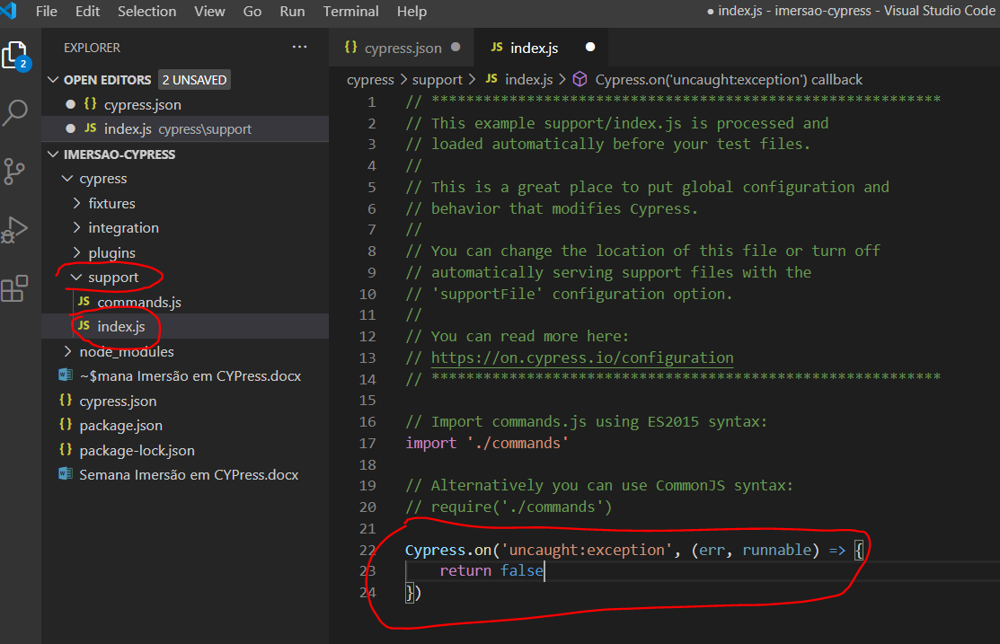 File Edit Selection View Go Run Terminal Help
● index.js - imersao-cypress - Visual Studio Code
2
EXPLORER ···
OPEN EDITORS 2 UNSAVED
{} cypress.json
JS index.js cypress\support
IMERSAO-CYPRESS
cypress
fixtures
integration
plugins
support
JS commands.js
JS index.js
node_modules
~$mana Imersão em CYPress.docx
{} cypress.json
{} package.json
{} package-lock.json
Semana Imersão em CYPress.docx
{} cypress.json ●
JS index.js ●
cypress > support > JS index.js > Cypress.on('uncaught:exception') callback
1 // ***********************************************************
2 // This example support/index.js is processed and
3 // loaded automatically before your test files.
4 //
5 // This is a great place to put global configuration and
6 // behavior that modifies Cypress.
7 //
8 // You can change the location of this file or turn off
9 // automatically serving support files with the
10 // 'supportFile' configuration option.
11 //
12 // You can read more here:
13 // https://on.cypress.io/configuration
14 // ***********************************************************
15
16 // Import commands.js using ES2015 syntax:
17 import './commands'
18
19 // Alternatively you can use CommonJS syntax:
20 // require('./commands')
21
22 Cypress.on('uncaught:exception', (err, runnable) => {
23 return false
24 })